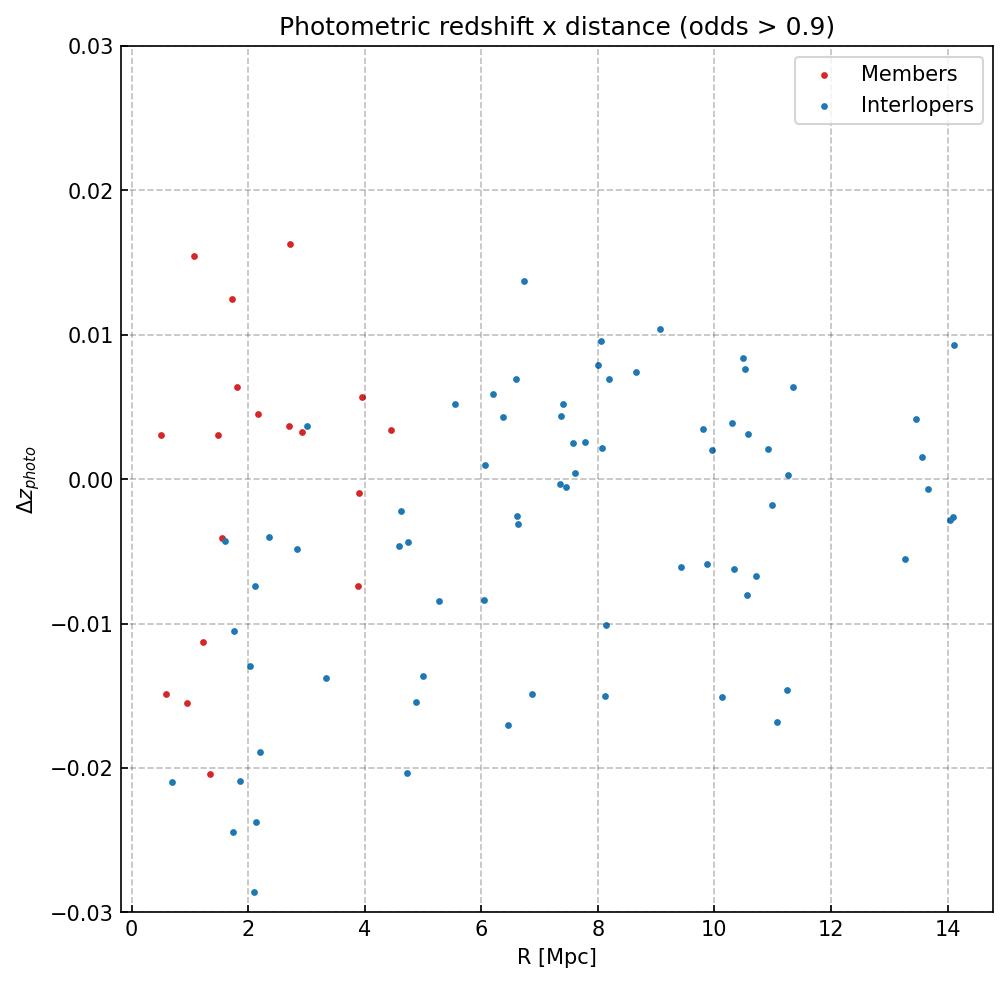 Photometric redshift x distance (odds > 0.9)
Members
Interlopers
0.03
0.02
0.01
0.00
−0.01
−0.02
−0.03
Δz_photo
0 2 4 6 8 10 12 14
R [Mpc]